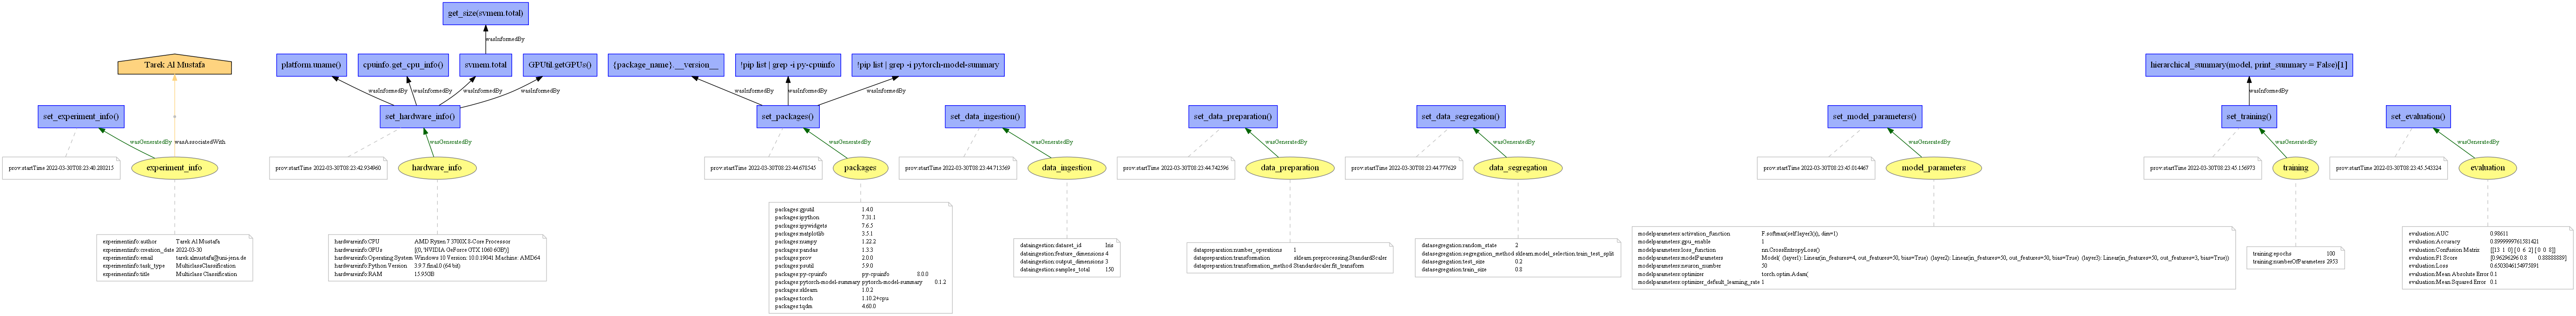 get_size(svmem.total)
wasInformedBy
Tarek Al Mustafa
platform.uname()
cpuinfo.get_cpu_info()
svmem.total
GPUtil.getGPUs()
{package_name}.__version__
!pip list | grep -i py-cpuinfo
!pip list | grep -i pytorch-model-summary
hierarchical_summary(model, print_summary = False)[1]
wasInformedBy
wasInformedBy
wasInformedBy
wasInformedBy
wasInformedBy
wasInformedBy
wasInformedBy
wasInformedBy
set_experiment_info()
set_hardware_info()
set_packages()
set_data_ingestion()
set_data_preparation()
set_data_segregation()
set_model_parameters()
set_training()
set_evaluation()
wasGeneratedBy
wasAssociatedWith
wasGeneratedBy
wasGeneratedBy
wasGeneratedBy
wasGeneratedBy
wasGeneratedBy
wasGeneratedBy
wasGeneratedBy
wasGeneratedBy
prov:startTime 2022-03-30T08:23:40.280215
experiment_info
prov:startTime 2022-03-30T08:23:42.934960
hardware_info
prov:startTime 2022-03-30T08:23:44.678545
packages
prov:startTime 2022-03-30T08:23:44.713569
data_ingestion
prov:startTime 2022-03-30T08:23:44.742596
data_preparation
prov:startTime 2022-03-30T08:23:44.777629
data_segregation
prov:startTime 2022-03-30T08:23:45.014467
model_parameters
prov:startTime 2022-03-30T08:23:45.156973
training
prov:startTime 2022-03-30T08:23:45.543324
evaluation
experimentinfo:author Tarek Al Mustafa
experimentinfo:creation_date 2022-03-30
experimentinfo:email tarek.almustafa@uni-jena.de
experimentinfo:task_type MulticlassClassification
experimentinfo:title Multiclass Classification
hardwareinfo:CPU AMD Ryzen 7 3700X 8-Core Processor
hardwareinfo:GPUs [(0, 'NVIDIA GeForce GTX 1060 6GB')]
hardwareinfo:Operating System Windows 10 Version: 10.0.19041 Machine: AMD64
hardwareinfo:Python Version 3.9.7.final.0 (64 bit)
hardwareinfo:RAM 15.95GB
packages:gputil 1.4.0
packages:ipython 7.31.1
packages:ipywidgets 7.6.5
packages:matplotlib 3.5.1
packages:numpy 1.22.2
packages:pandas 1.3.3
packages:prov 2.0.0
packages:psutil 5.9.0
packages:py-cpuinfo py-cpuinfo 8.0.0
packages:pytorch-model-summary pytorch-model-summary 0.1.2
packages:sklearn 1.0.2
packages:torch 1.10.2+cpu
packages:tqdm 4.60.0
dataingestion:dataset_id Iris
dataingestion:feature_dimensions 4
dataingestion:output_dimensions 3
dataingestion:samples_total 150
datapreparation:number_operations 1
datapreparation:transformation sklearn.preprocessing.StandardScaler
datapreparation:transformation_method Standardscaler.fit_transform
datasegregation:random_state 2
datasegregation:segregation_method sklearn.model_selection.train_test_split
datasegregation:test_size 0.2
datasegregation:train_size 0.8
modelparameters:activation_function F.softmax(self.layer3(x), dim=1)
modelparameters:gpu_enable 1
modelparameters:loss_function nn.CrossEntropyLoss()
modelparameters:modelParameters Model( (layer1): Linear(in_features=4, out_features=50, bias=True) (layer2): Linear(in_features=50, out_features=50, bias=True) (layer3): Linear(in_features=50, out_features=3, bias=True))
modelparameters:neuron_number 50
modelparameters:optimizer torch.optim.Adam(
modelparameters:optimizer_default_learning_rate 1
training:epochs 100
training:numberOfParameters 2953
evaluation:AUC 0.98611
evaluation:Accuracy 0.8999999761581421
evaluation:Confusion Matrix [[13 1 0] [0 6 2] [0 0 8]]
evaluation:F1 Score [0.96296296 0.8 0.88888889]
evaluation:Loss 0.6503046154975891
evaluation:Mean Absolute Error 0.1
evaluation:Mean Squared Error 0.1